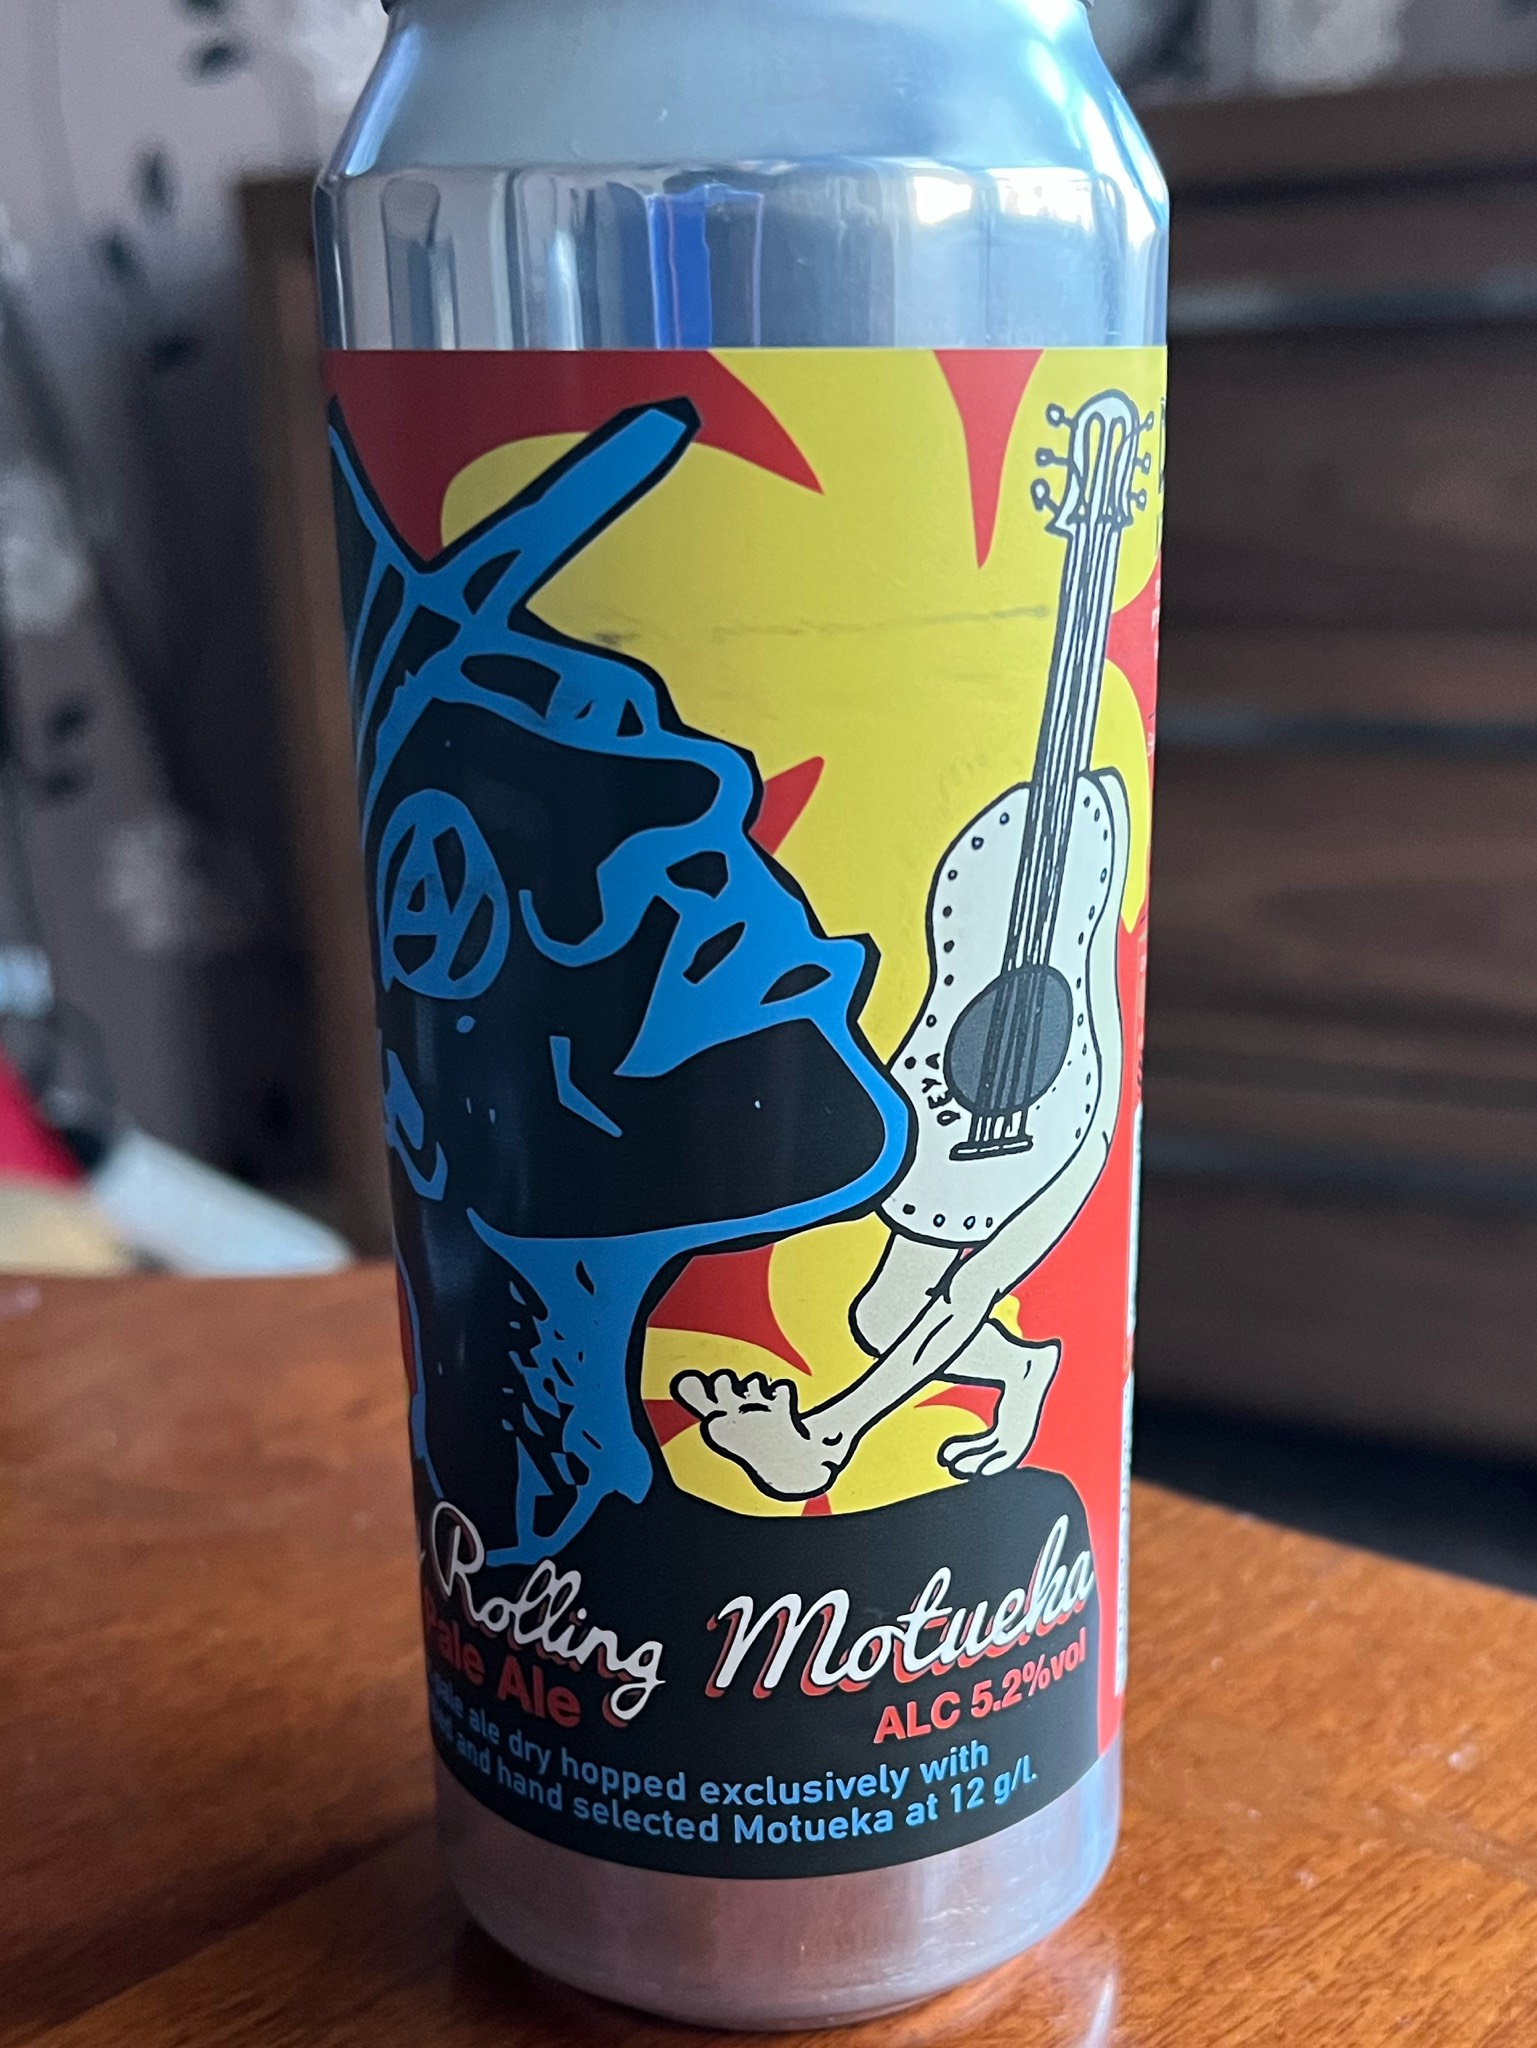 DEYA
Rolling Motueka
Pale Ale
ALC 5.2%vol
pale ale dry hopped exclusively with
and hand selected Motueka at 12 g/l.